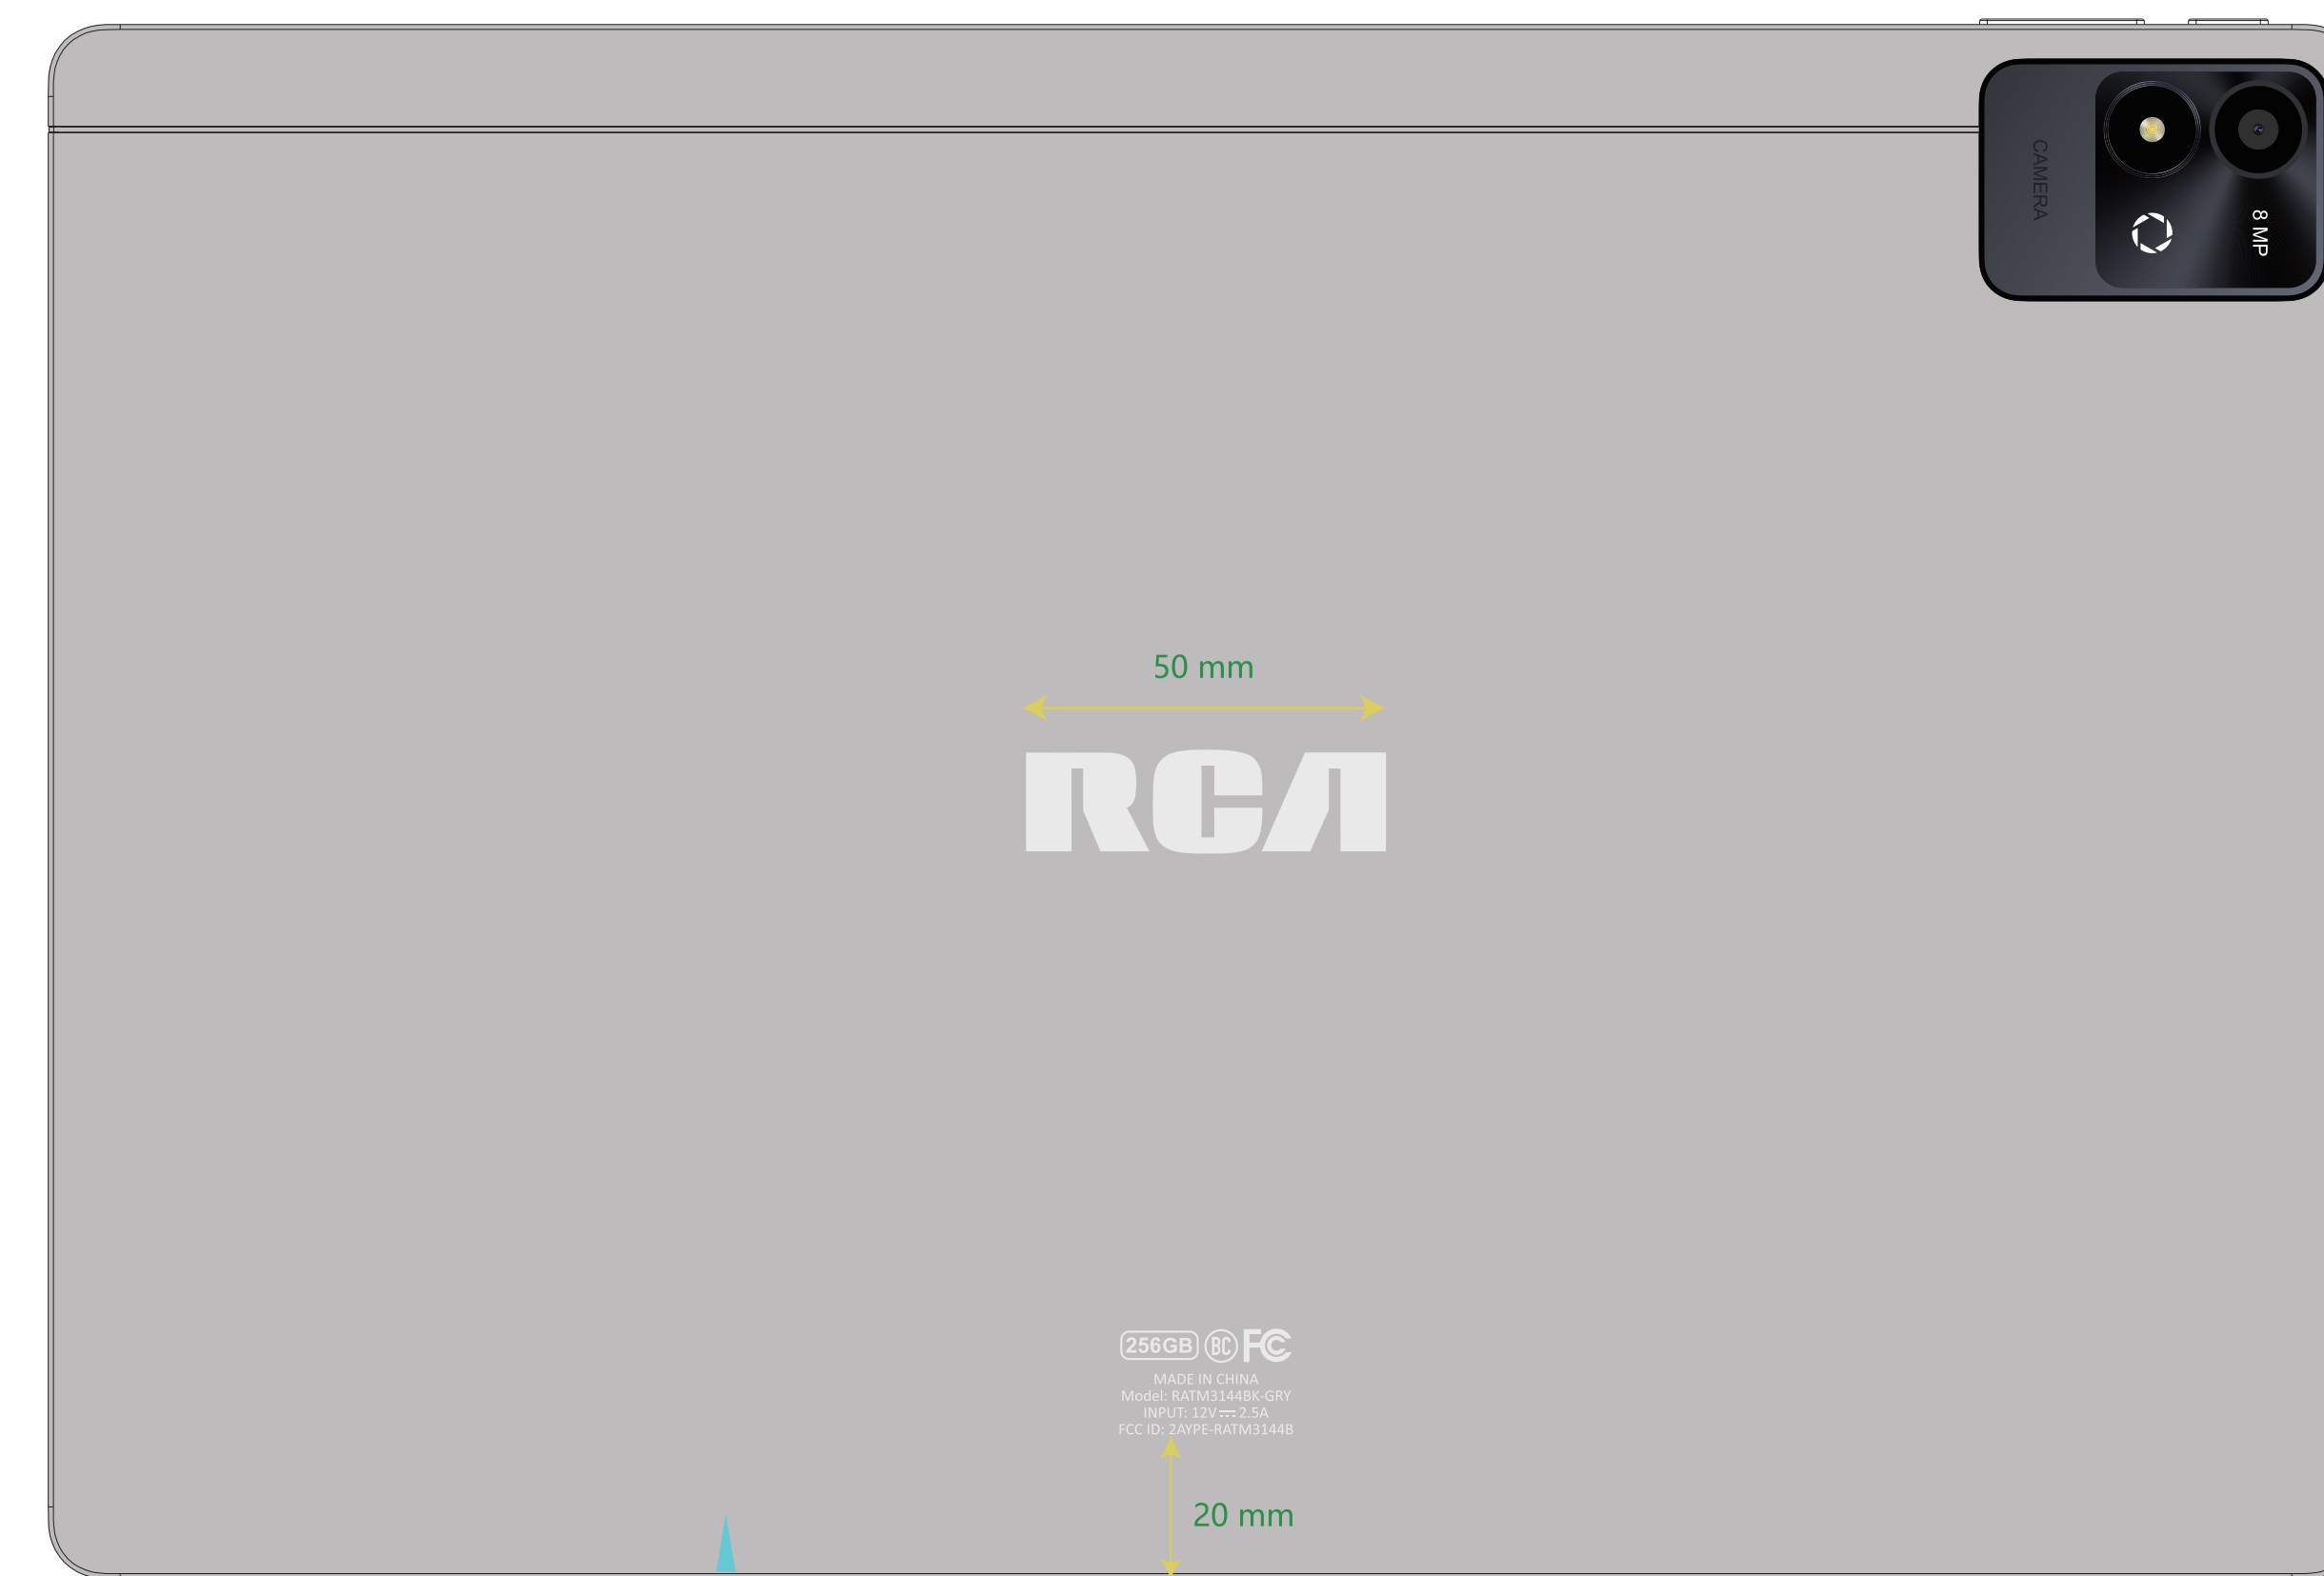 CAMERA
8 MP
50 mm
RCA
256GB BC FC
MADE IN CHINA
Model: RATM3144BK-GRY
INPUT: 12V⎓2.5A
FCC ID: 2AYPE-RATM3144B
20 mm